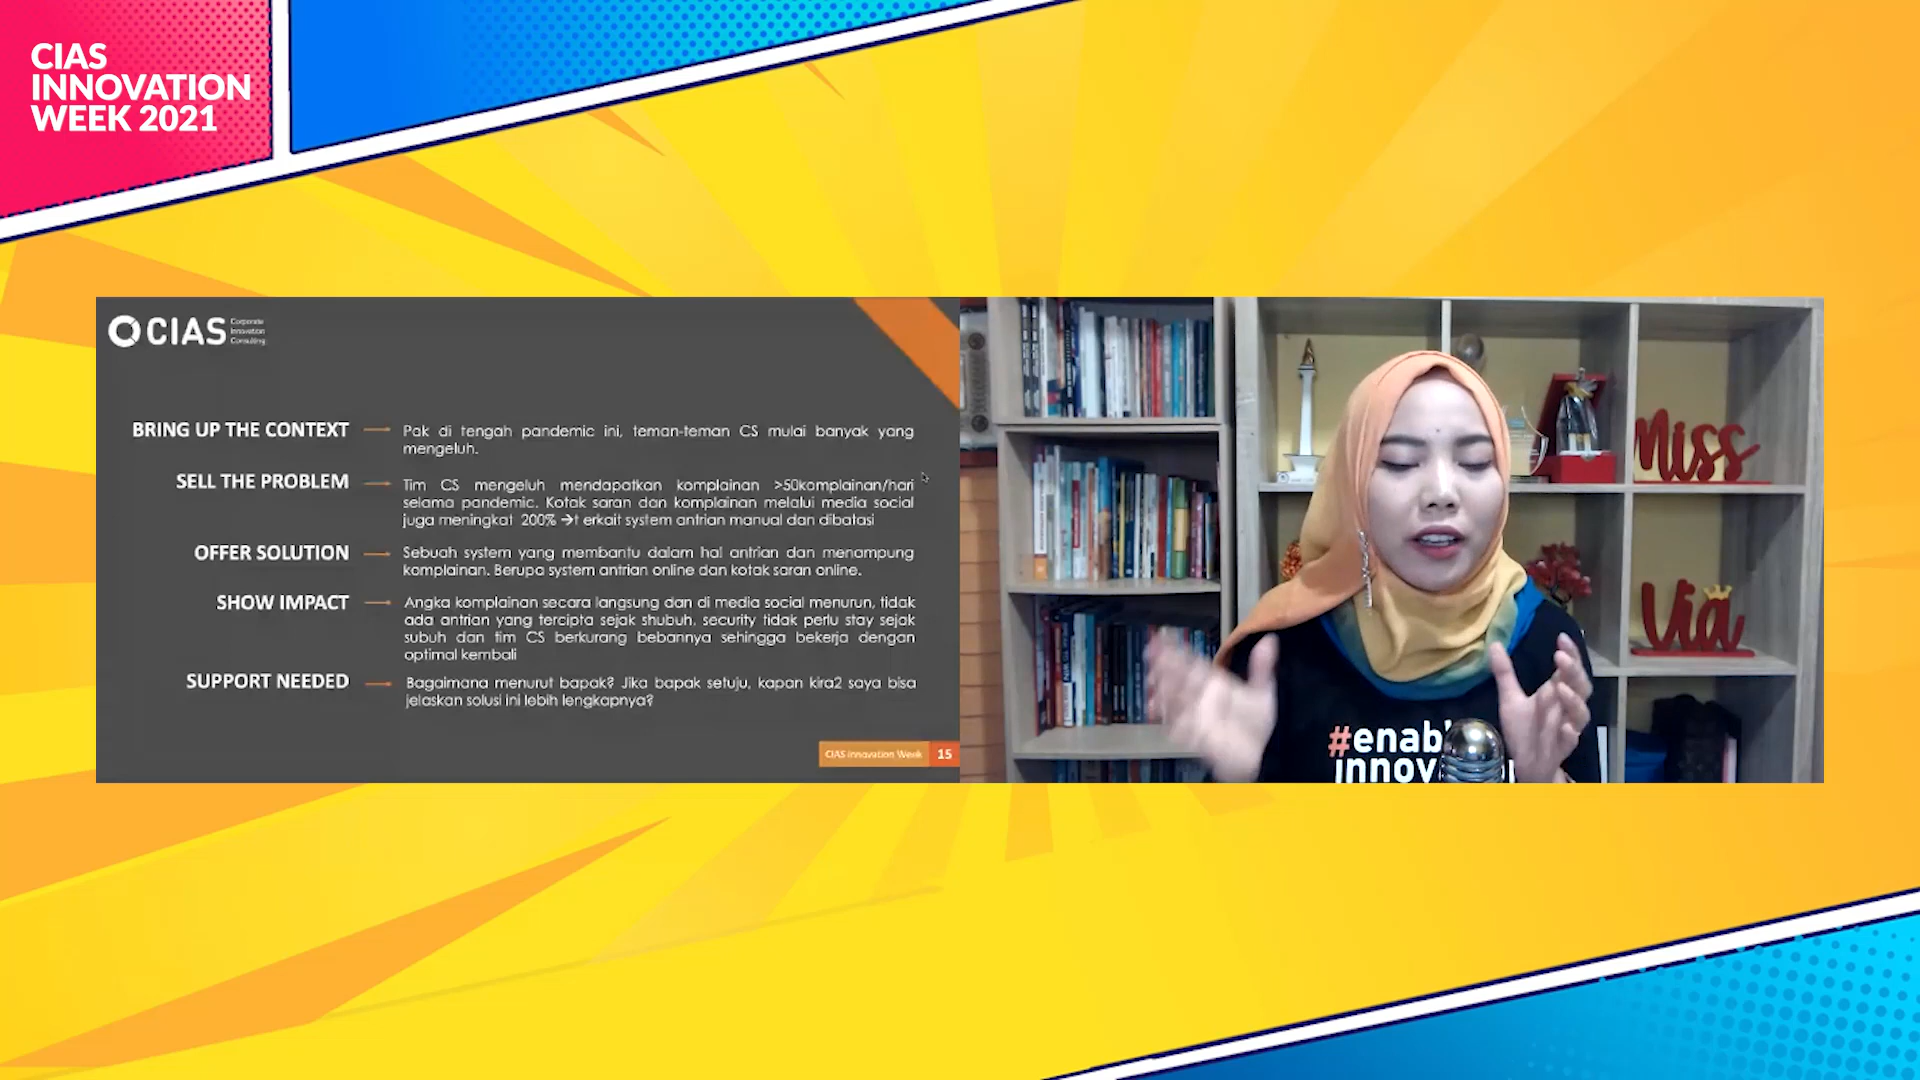 CIAS
INNOVATION
WEEK 2021
CIAS
Corporate
Innovation
Consulting
BRING UP THE CONTEXT
Pak di tengah pandemic ini, teman-teman CS mulai banyak yang
mengeluh.
SELL THE PROBLEM
Tim CS mengeluh mendapatkan komplainan >50komplainan/hari
selama pandemic. Kotak saran dan komplainan melalui media social
juga meningkat 200% →t erkait system antrian manual dan dibatasi
OFFER SOLUTION
Sebuah system yang membantu dalam hal antrian dan menampung
komplainan. Berupa system antrian online dan kotak saran online.
SHOW IMPACT
Angka komplainan secara langsung dan di media social menurun, tidak
ada antrian yang tercipta sejak shubuh, security tidak perlu stay sejak
subuh dan tim CS berkurang bebannya sehingga bekerja dengan
optimal kembali
SUPPORT NEEDED
Bagaimana menurut bapak? Jika bapak setuju, kapan kira2 saya bisa
jelaskan solusi ini lebih lengkapnya?
CIAS Innovation Week 15
Miss
Via
#enab
innov